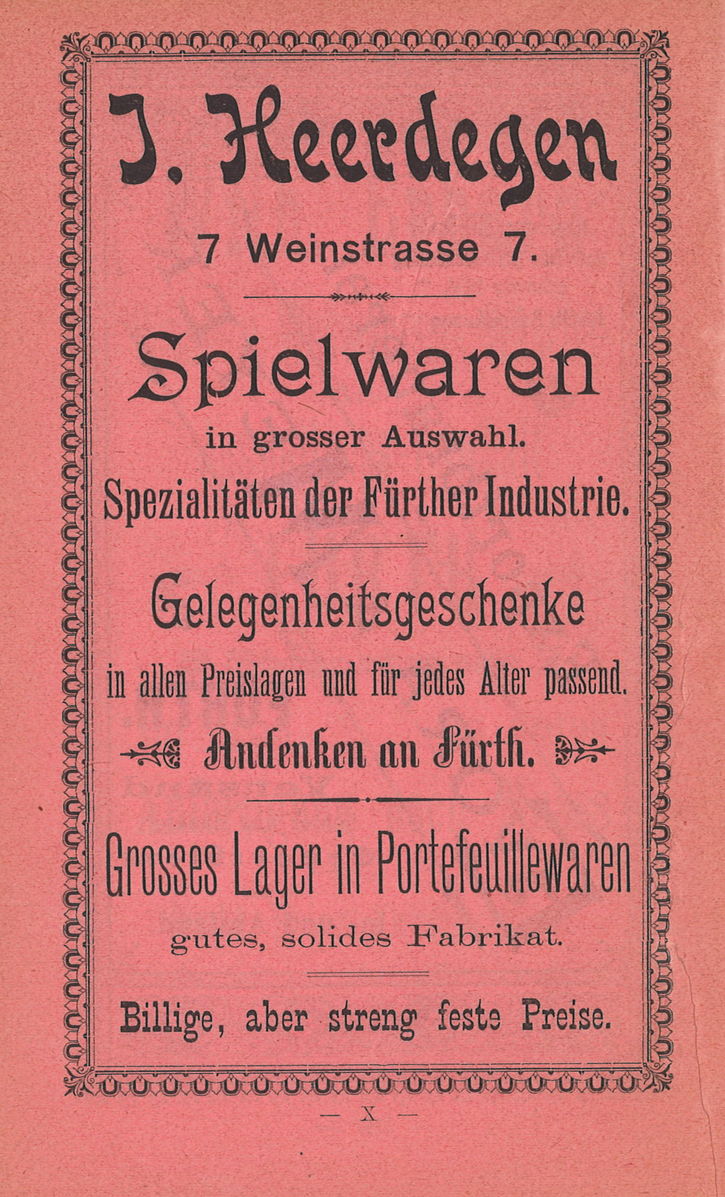 J. Heerdegen
7 Weinstrasse 7.
Spielwaren
in grosser Auswahl.
Spezialitäten der Fürther Industrie.
Gelegenheitsgeschenke
in allen Preislagen und für jedes Alter passend.
Andenken an Fürth.
Grosses Lager in Portefeuillewaren
gutes, solides Fabrikat.
Billige, aber streng feste Preise.
— X —